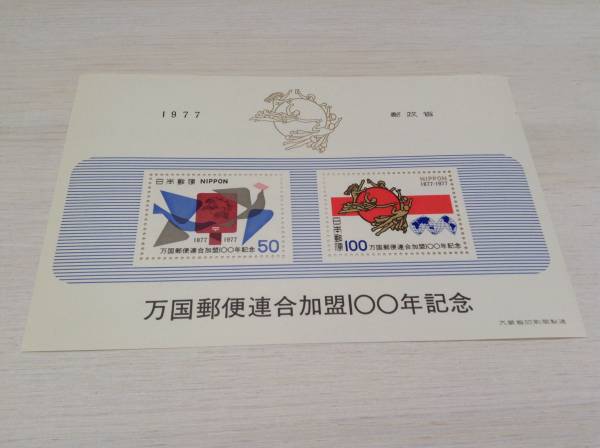 1977
郵政省
日本郵便 NIPPON
1877 1977
万国郵便連合加盟100年記念 50
NIPPON
1877-1977
日本郵便
100 万国郵便連合加盟100年記念
万国郵便連合加盟100年記念
大蔵省印刷局製造